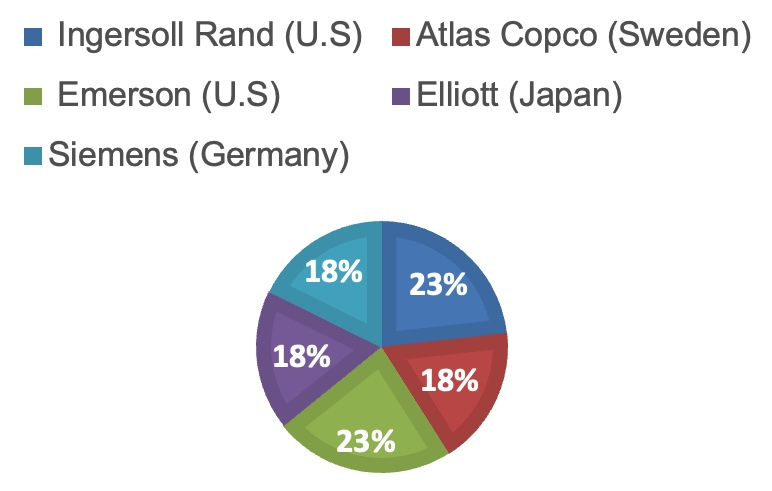 Ingersoll Rand (U.S) Atlas Copco (Sweden)
Emerson (U.S) Elliott (Japan)
Siemens (Germany)
18% 23%
18% 18%
23%